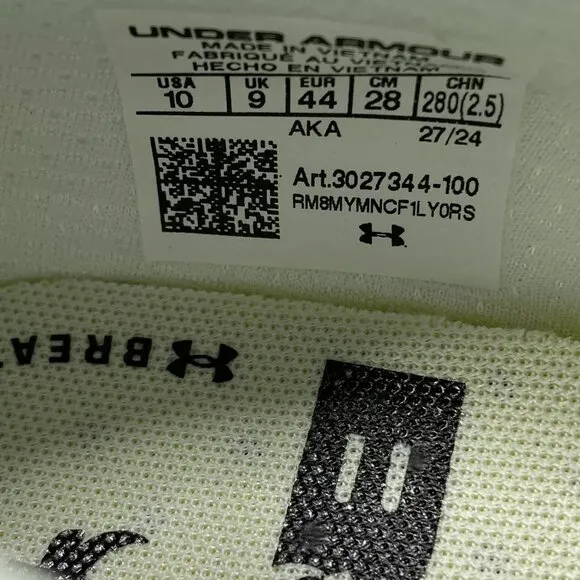 UNDER ARMOUR
MADE IN VIETNAM
FABRIQUÉ AU VIETNAM
HECHO EN VIETNAM
USA UK EUR CM CHN
10 9 44 28 280(2.5)
AKA 27/24
Art.3027344-100
RM8MYMNCF1LY0RS
BREA